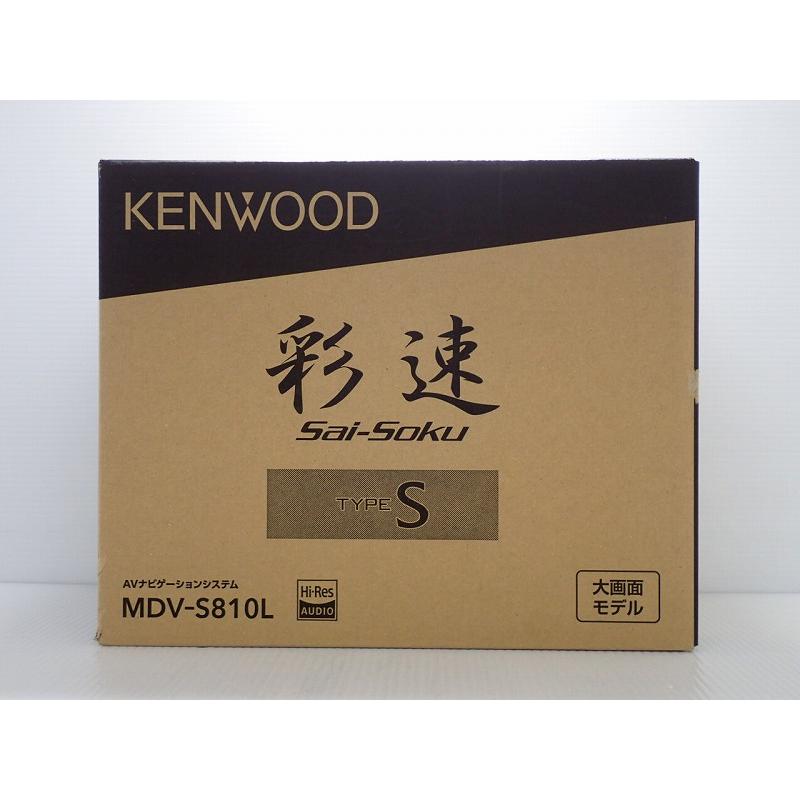 KENWOOD
彩速
Sai-Soku
TYPE S
AVナビゲーションシステム
MDV-S810L
Hi-Res
AUDIO
大画面
モデル